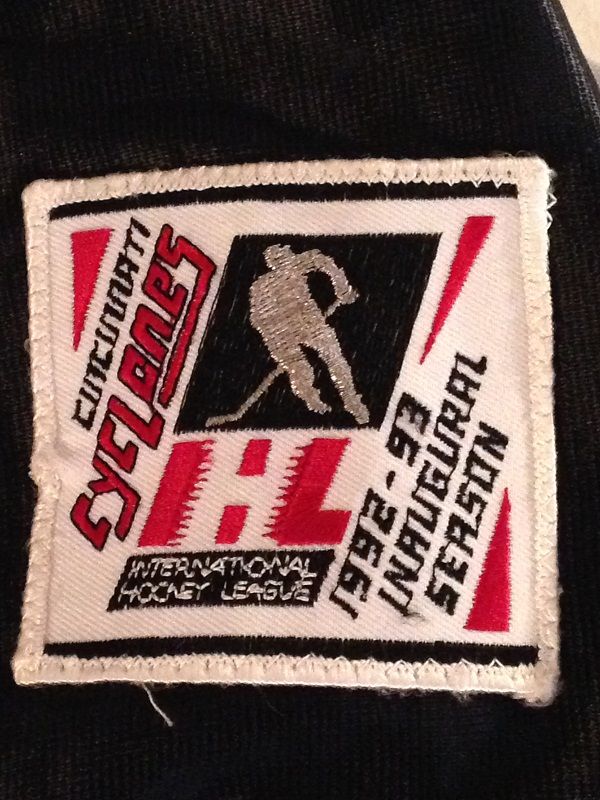 CINCINNATI
CYCLONES
IHL
INTERNATIONAL
HOCKEY LEAGUE
1992-93
INAUGURAL
SEASON